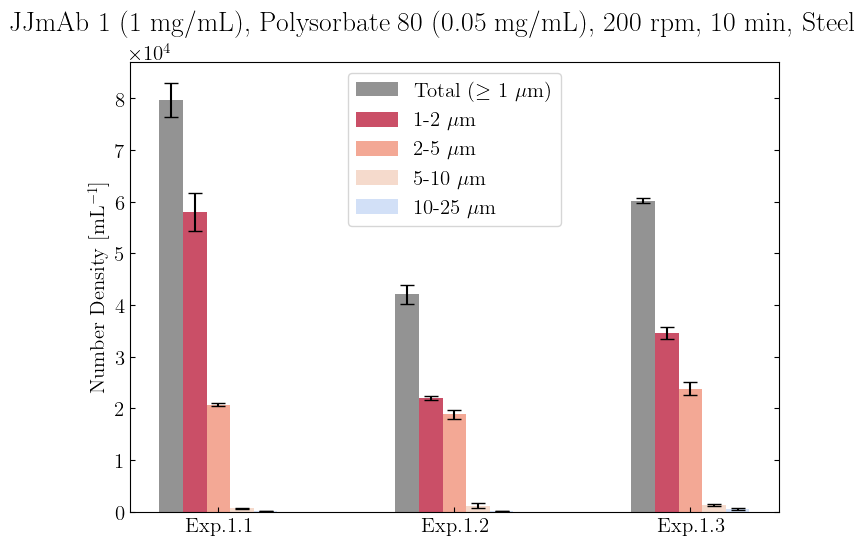 JJmAb 1 (1 mg/mL), Polysorbate 80 (0.05 mg/mL), 200 rpm, 10 min, Steel
×10⁴
Number Density [mL⁻¹]
8
7
6
5
4
3
2
1
0
Total (≥ 1 μm)
1-2 μm
2-5 μm
5-10 μm
10-25 μm
Exp.1.1
Exp.1.2
Exp.1.3